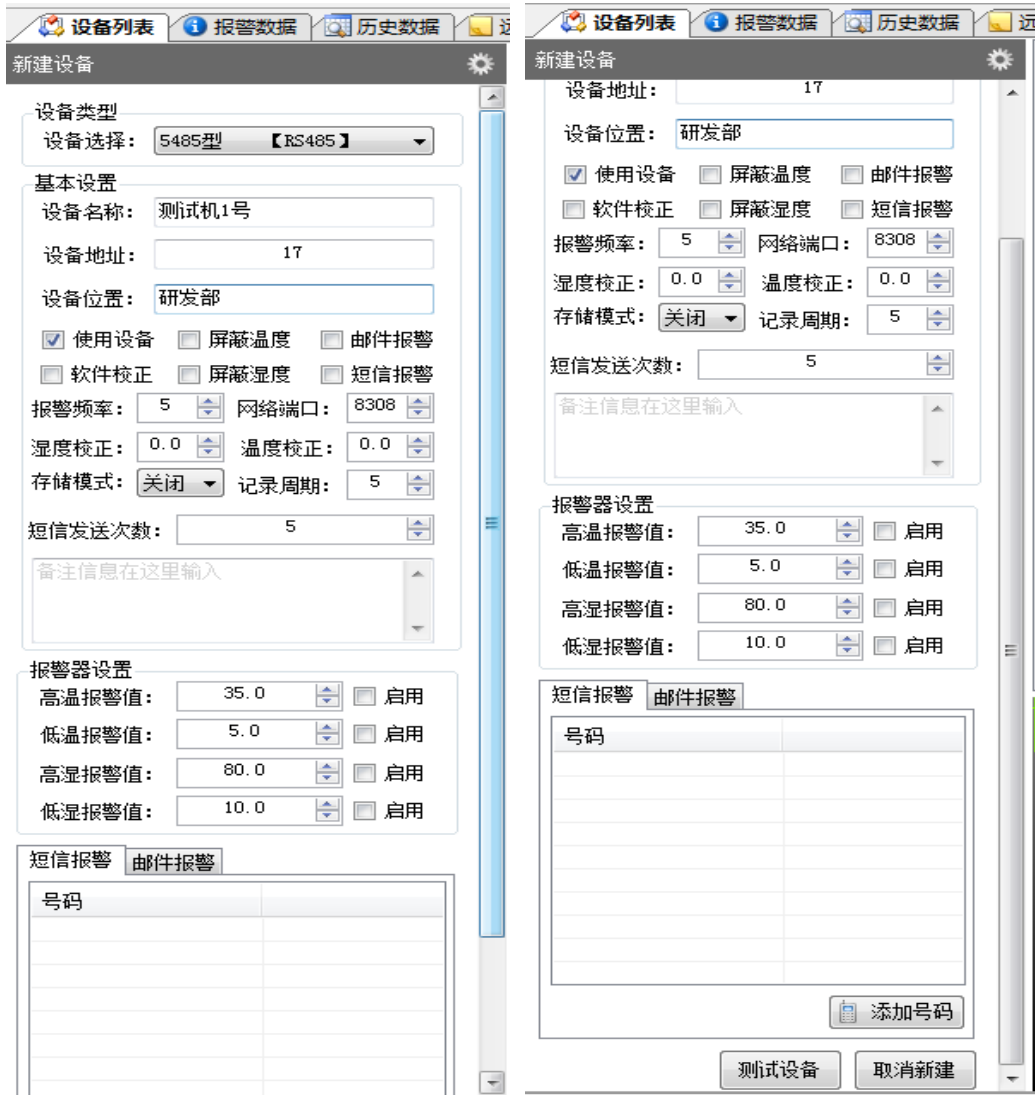 设备列表 报警数据 历史数据 远
新建设备
设备类型
设备选择： 5485型 【RS485】
基本设置
设备名称： 测试机1号
设备地址： 17
设备位置： 研发部
使用设备 屏蔽温度 邮件报警
软件校正 屏蔽湿度 短信报警
报警频率： 5 网络端口： 8308
湿度校正： 0.0 温度校正： 0.0
存储模式： 关闭 记录周期： 5
短信发送次数： 5
备注信息在这里输入
报警器设置
高温报警值： 35.0 启用
低温报警值： 5.0 启用
高湿报警值： 80.0 启用
低湿报警值： 10.0 启用
短信报警 邮件报警
号码
设备列表 报警数据 历史数据 远
新建设备
设备地址： 17
设备位置： 研发部
使用设备 屏蔽温度 邮件报警
软件校正 屏蔽湿度 短信报警
报警频率： 5 网络端口： 8308
湿度校正： 0.0 温度校正： 0.0
存储模式： 关闭 记录周期： 5
短信发送次数： 5
备注信息在这里输入
报警器设置
高温报警值： 35.0 启用
低温报警值： 5.0 启用
高湿报警值： 80.0 启用
低湿报警值： 10.0 启用
短信报警 邮件报警
号码
添加号码
测试设备 取消新建